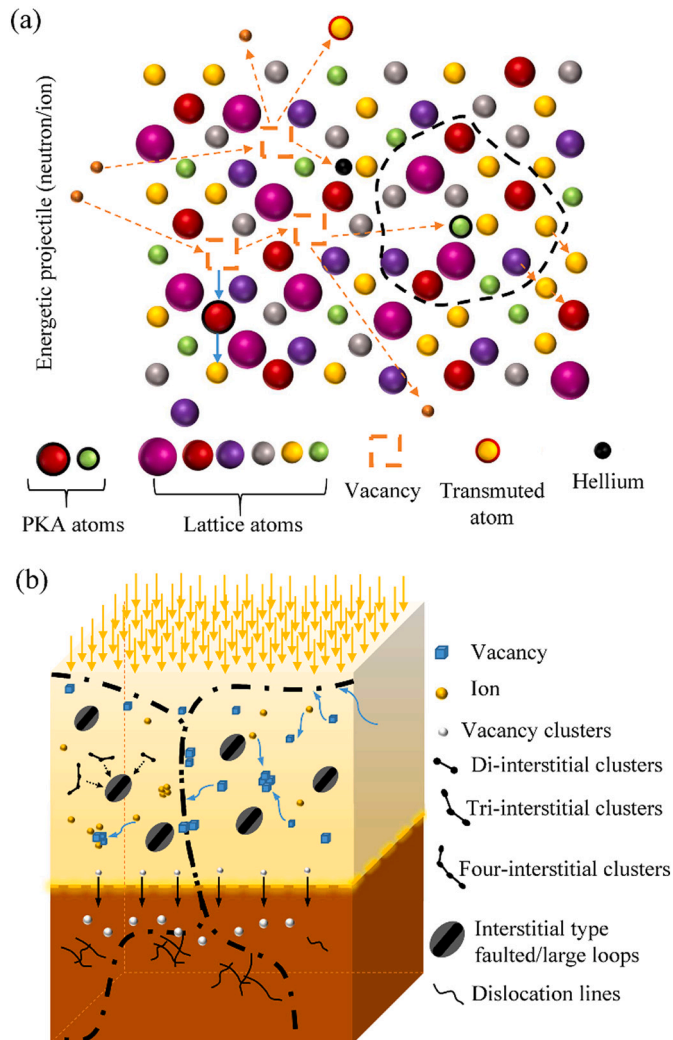 (a)
Energetic projectile (neutron/ion)
PKA atoms
Lattice atoms
Vacancy
Transmuted
atom
Hellium
(b)
Vacancy
Ion
Vacancy clusters
Di-interstitial clusters
Tri-interstitial clusters
Four-interstitial clusters
Interstitial type
faulted/large loops
Dislocation lines